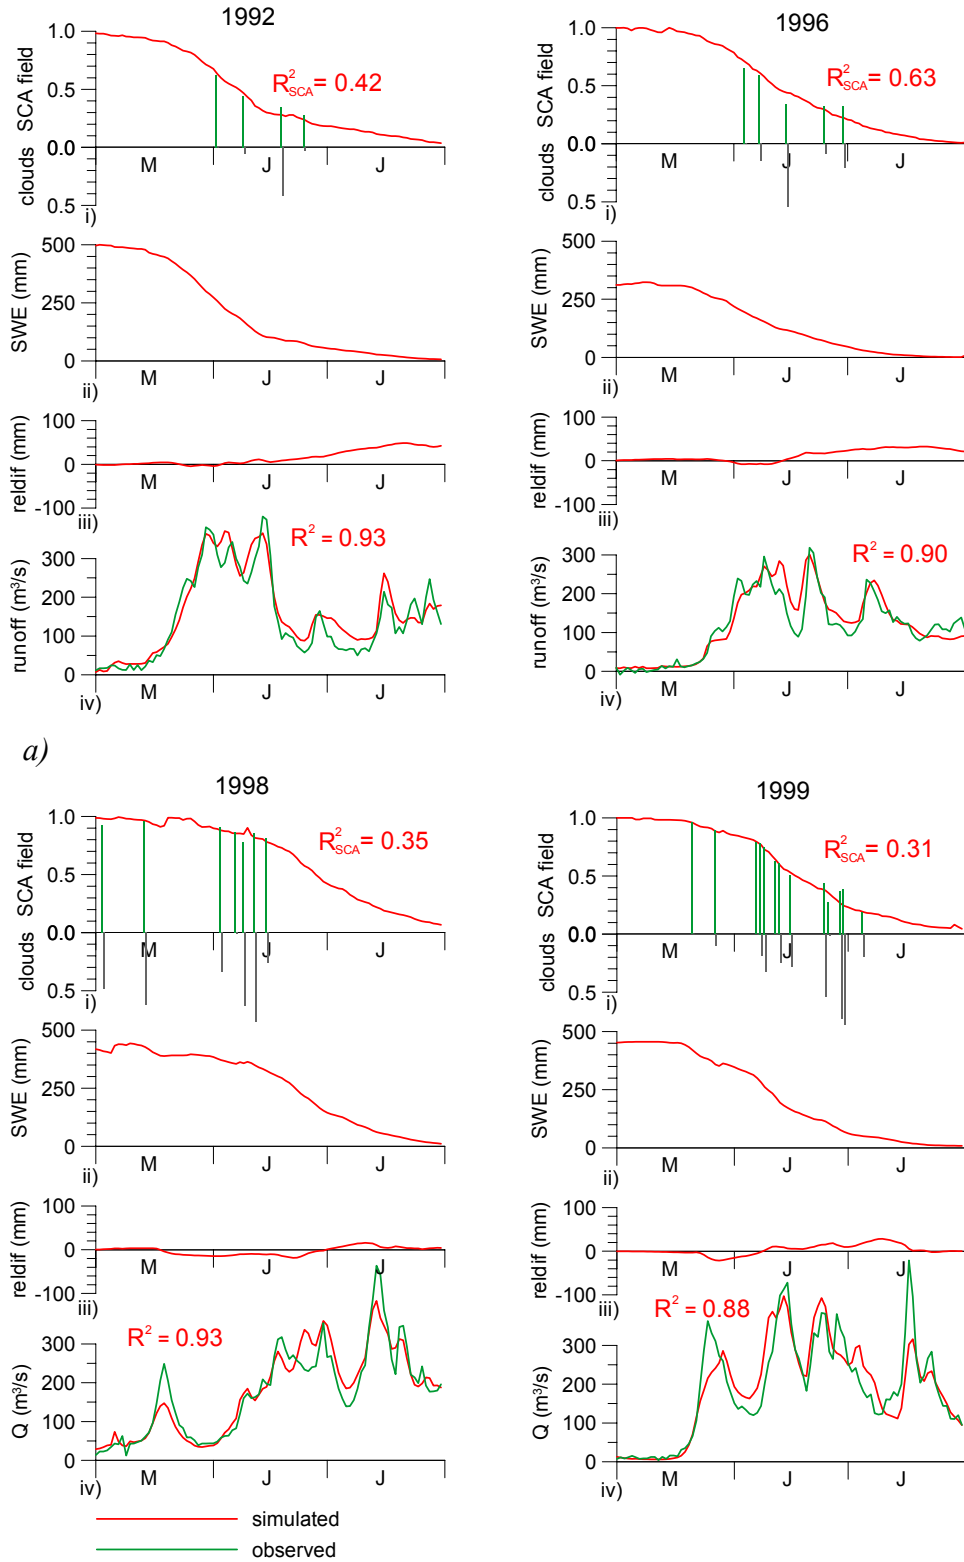 1992
1.0
0.5
0.0
0.5
SCA field
clouds
R²SCA = 0.42
M
J
J
i)
500
250
0
SWE (mm)
M
J
J
ii)
100
0
-100
reldif (mm)
M
J
J
iii)
300
200
100
0
runoff (m³/s)
R² = 0.93
M
J
J
iv)
1996
1.0
0.5
0.0
0.5
SCA field
clouds
R²SCA = 0.63
M
J
J
i)
500
250
0
SWE (mm)
M
J
J
ii)
100
0
-100
reldif (mm)
M
J
J
iii)
300
200
100
0
runoff (m³/s)
R² = 0.90
M
J
J
iv)
a)
1998
1.0
0.5
0.0
0.5
SCA field
clouds
R²SCA = 0.35
M
J
J
i)
500
250
0
SWE (mm)
M
J
J
ii)
100
0
-100
reldif (mm)
M
J
J
iii)
300
200
100
0
Q (m³/s)
R² = 0.93
M
J
J
iv)
1999
1.0
0.5
0.0
0.5
SCA field
clouds
R²SCA = 0.31
M
J
J
i)
500
250
0
SWE (mm)
M
J
J
ii)
100
0
-100
reldif (mm)
M
J
J
iii)
300
200
100
0
Q (m³/s)
R² = 0.88
M
J
J
iv)
simulated
observed